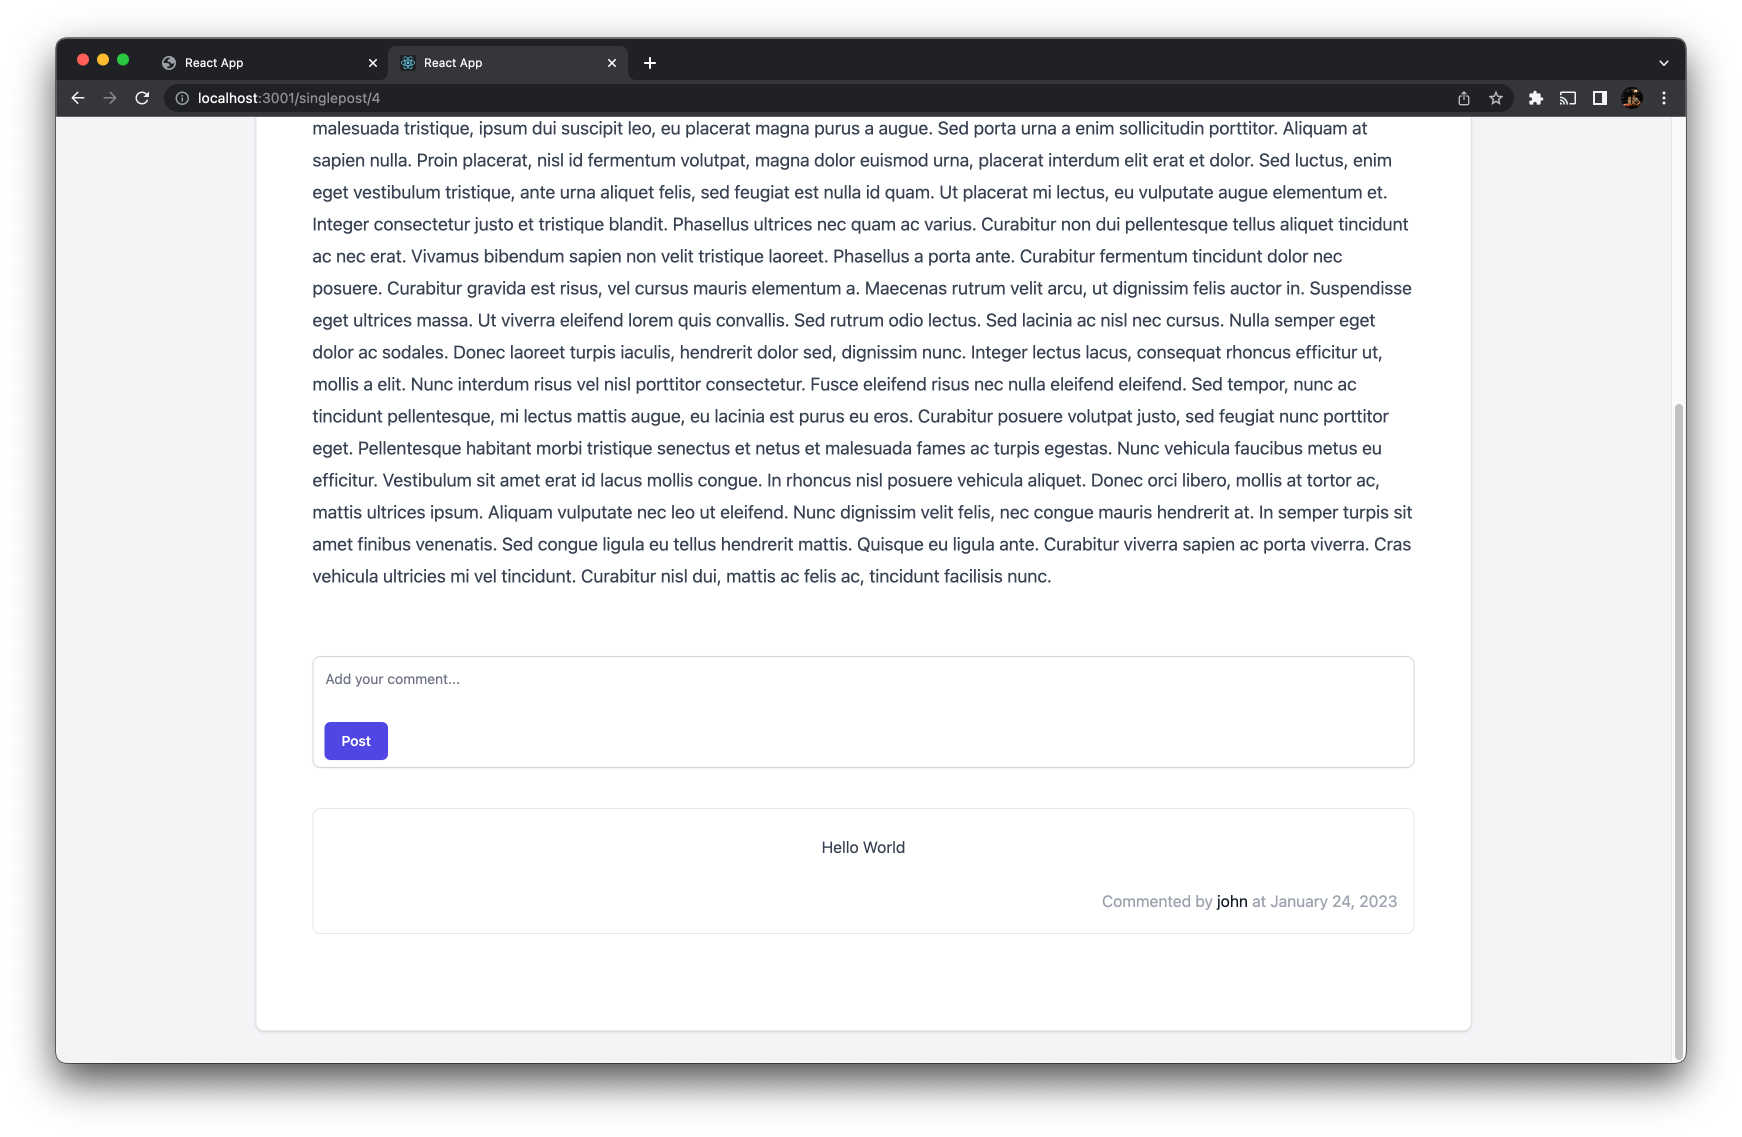 React App
React App
localhost:3001/singlepost/4
malesuada tristique, ipsum dui suscipit leo, eu placerat magna purus a augue. Sed porta urna a enim sollicitudin porttitor. Aliquam at
sapien nulla. Proin placerat, nisl id fermentum volutpat, magna dolor euismod urna, placerat interdum elit erat et dolor. Sed luctus, enim
eget vestibulum tristique, ante urna aliquet felis, sed feugiat est nulla id quam. Ut placerat mi lectus, eu vulputate augue elementum et.
Integer consectetur justo et tristique blandit. Phasellus ultrices nec quam ac varius. Curabitur non dui pellentesque tellus aliquet tincidunt
ac nec erat. Vivamus bibendum sapien non velit tristique laoreet. Phasellus a porta ante. Curabitur fermentum tincidunt dolor nec
posuere. Curabitur gravida est risus, vel cursus mauris elementum a. Maecenas rutrum velit arcu, ut dignissim felis auctor in. Suspendisse
eget ultrices massa. Ut viverra eleifend lorem quis convallis. Sed rutrum odio lectus. Sed lacinia ac nisl nec cursus. Nulla semper eget
dolor ac sodales. Donec laoreet turpis iaculis, hendrerit dolor sed, dignissim nunc. Integer lectus lacus, consequat rhoncus efficitur ut,
mollis a elit. Nunc interdum risus vel nisl porttitor consectetur. Fusce eleifend risus nec nulla eleifend eleifend. Sed tempor, nunc ac
tincidunt pellentesque, mi lectus mattis augue, eu lacinia est purus eu eros. Curabitur posuere volutpat justo, sed feugiat nunc porttitor
eget. Pellentesque habitant morbi tristique senectus et netus et malesuada fames ac turpis egestas. Nunc vehicula faucibus metus eu
efficitur. Vestibulum sit amet erat id lacus mollis congue. In rhoncus nisl posuere vehicula aliquet. Donec orci libero, mollis at tortor ac,
mattis ultrices ipsum. Aliquam vulputate nec leo ut eleifend. Nunc dignissim velit felis, nec congue mauris hendrerit at. In semper turpis sit
amet finibus venenatis. Sed congue ligula eu tellus hendrerit mattis. Quisque eu ligula ante. Curabitur viverra sapien ac porta viverra. Cras
vehicula ultricies mi vel tincidunt. Curabitur nisl dui, mattis ac felis ac, tincidunt facilisis nunc.
Add your comment...
Post
Hello World
Commented by john at January 24, 2023